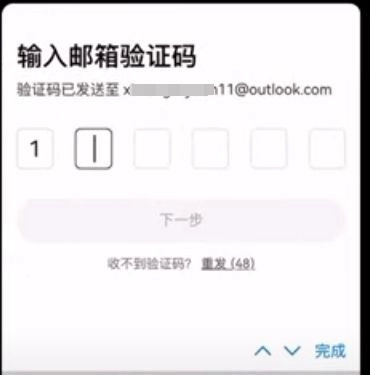 输入邮箱验证码
验证码已发送至 x 11@outlook.com
1
下一步
收不到验证码? 重发 (48)
完成